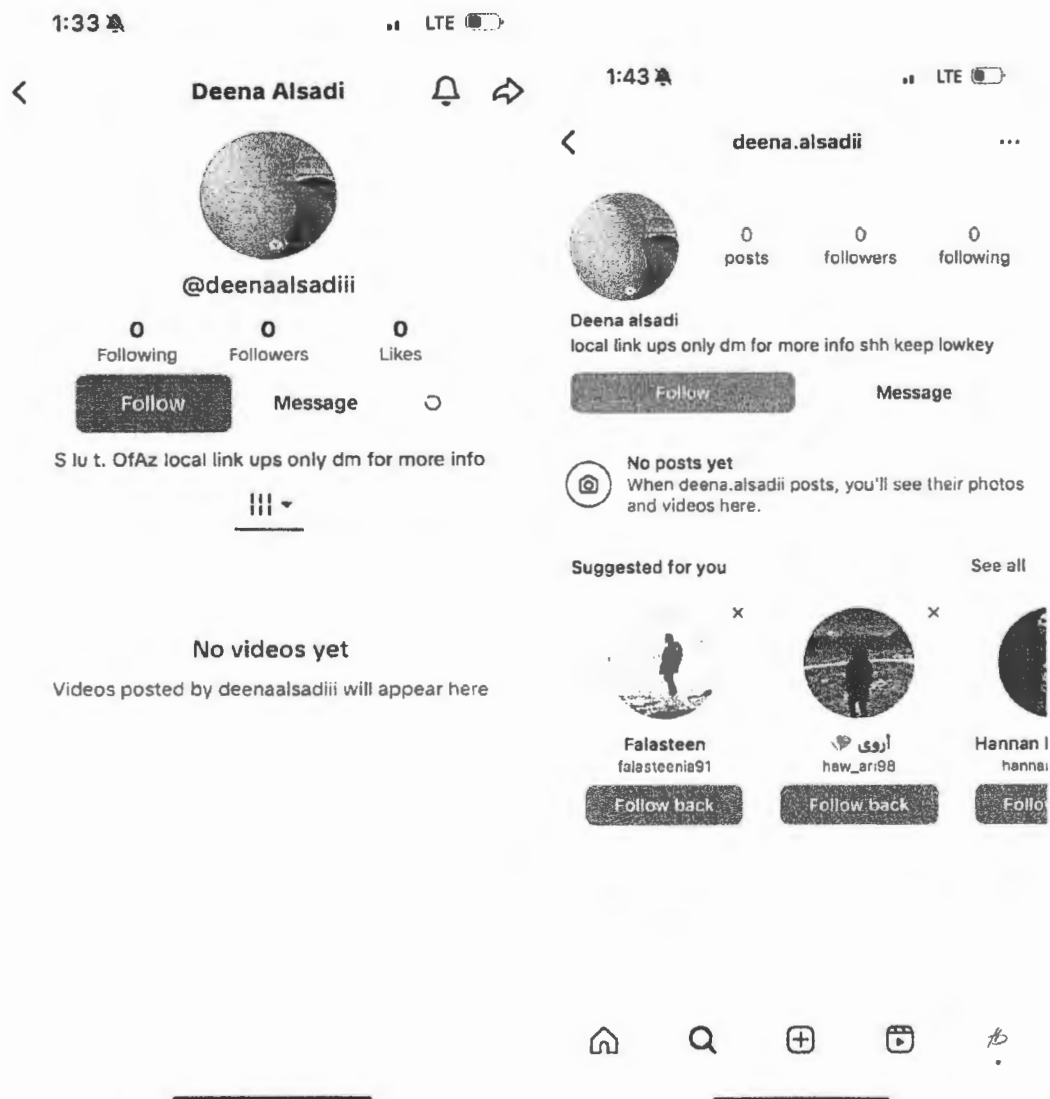 1:33
LTE
Deena Alsadi
@deenaalsadiii
0 0 0
Following Followers Likes
Follow Message
S lu t. OfAz local link ups only dm for more info
No videos yet
Videos posted by deenaalsadiii will appear here
1:43
LTE
deena.alsadii
0 0 0
posts followers following
Deena alsadi
local link ups only dm for more info shh keep lowkey
Follow Message
No posts yet
When deena.alsadii posts, you'll see their photos
and videos here.
Suggested for you See all
Falasteen أروى Hannan
falasteenia91 haw_ari98
Follow back Follow back